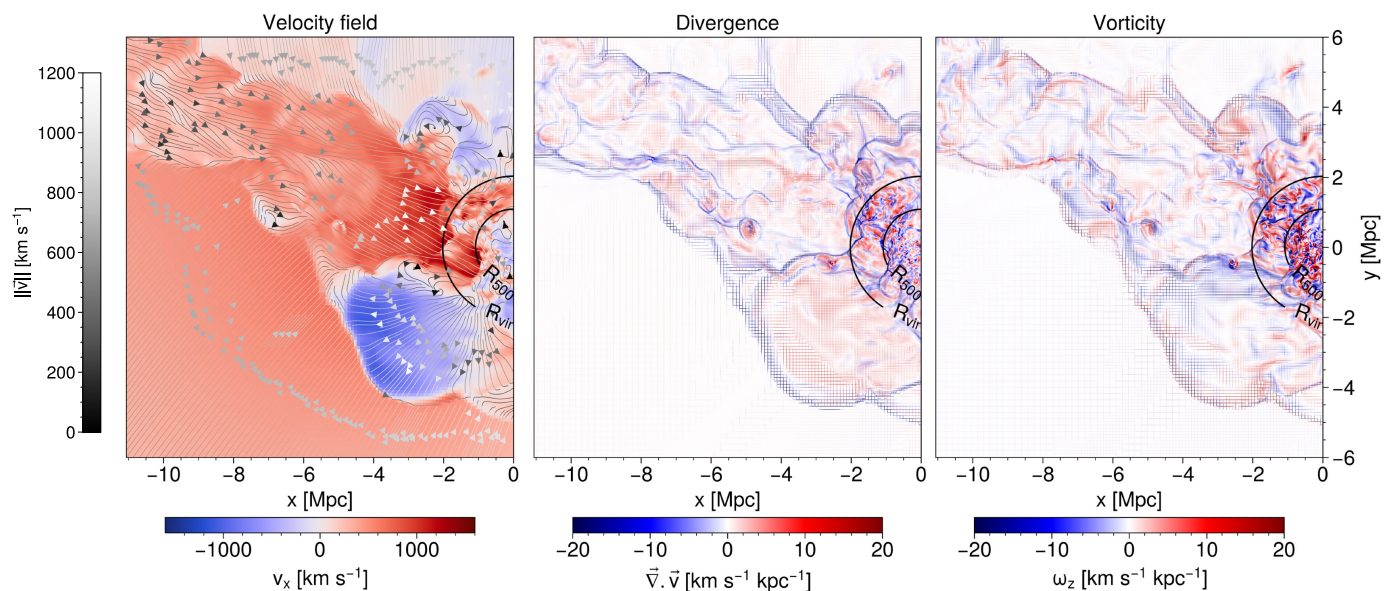 Velocity field
Divergence
Vorticity
1200
1000
800
600
400
200
0
||v⃗|| [km s⁻¹]
R500
Rvir
R500
Rvir
R500
Rvir
6
4
2
0
−2
−4
−6
y [Mpc]
−10 −8 −6 −4 −2 0
−10 −8 −6 −4 −2 0
−10 −8 −6 −4 −2 0
x [Mpc]
x [Mpc]
x [Mpc]
−1000 0 1000
−20 −10 0 10 20
−20 −10 0 10 20
vₓ [km s⁻¹]
∇⃗. v⃗ [km s⁻¹ kpc⁻¹]
ω_z [km s⁻¹ kpc⁻¹]